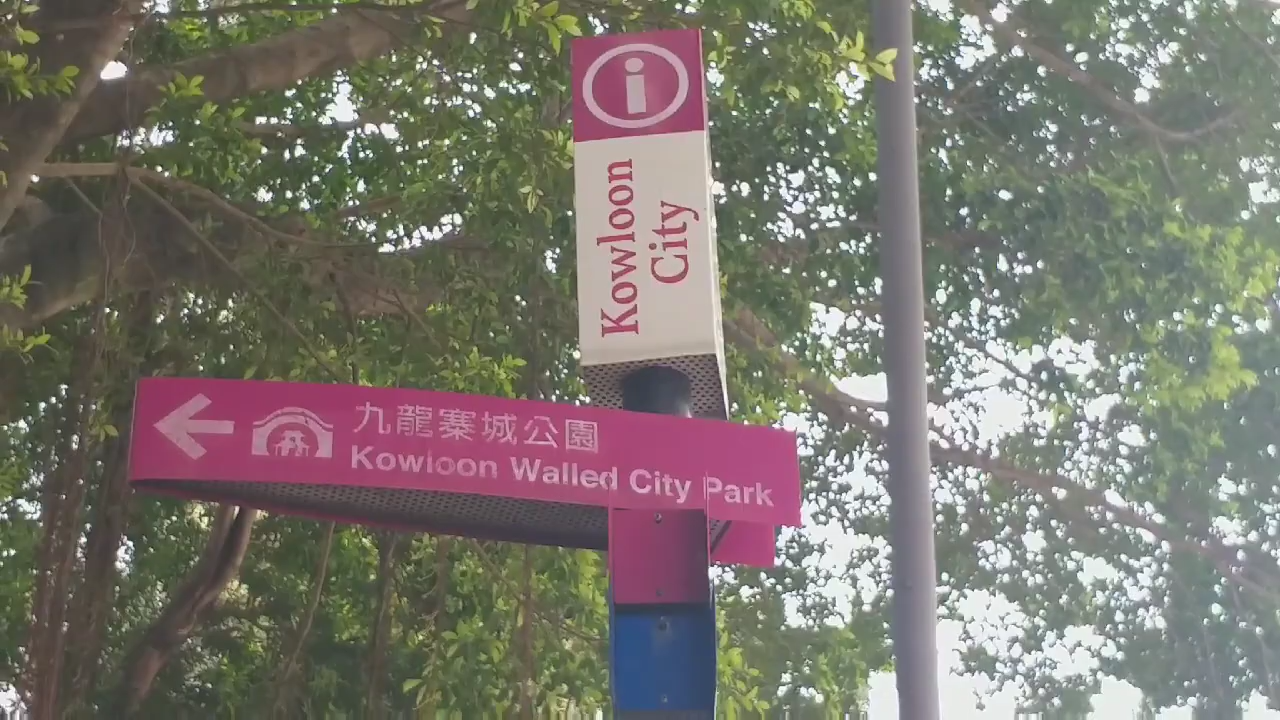 i
Kowloon
City
九龍寨城公園
Kowloon Walled City Park